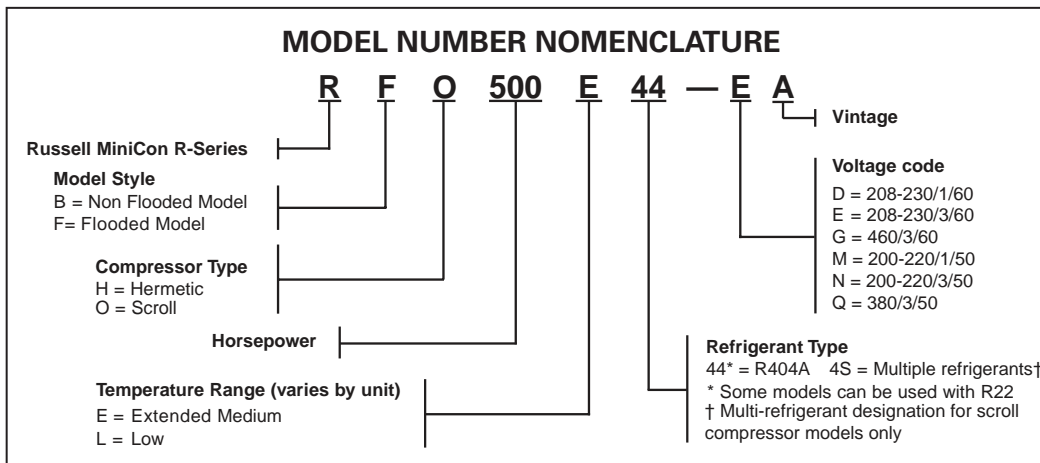 MODEL NUMBER NOMENCLATURE
R F O 500 E 44 — E A
Vintage
Russell MiniCon R-Series
Model Style
B = Non Flooded Model
F= Flooded Model
Compressor Type
H = Hermetic
O = Scroll
Horsepower
Temperature Range (varies by unit)
E = Extended Medium
L = Low
Voltage code
D = 208-230/1/60
E = 208-230/3/60
G = 460/3/60
M = 200-220/1/50
N = 200-220/3/50
Q = 380/3/50
Refrigerant Type
44* = R404A 4S = Multiple refrigerants†
* Some models can be used with R22
† Multi-refrigerant designation for scroll
compressor models only